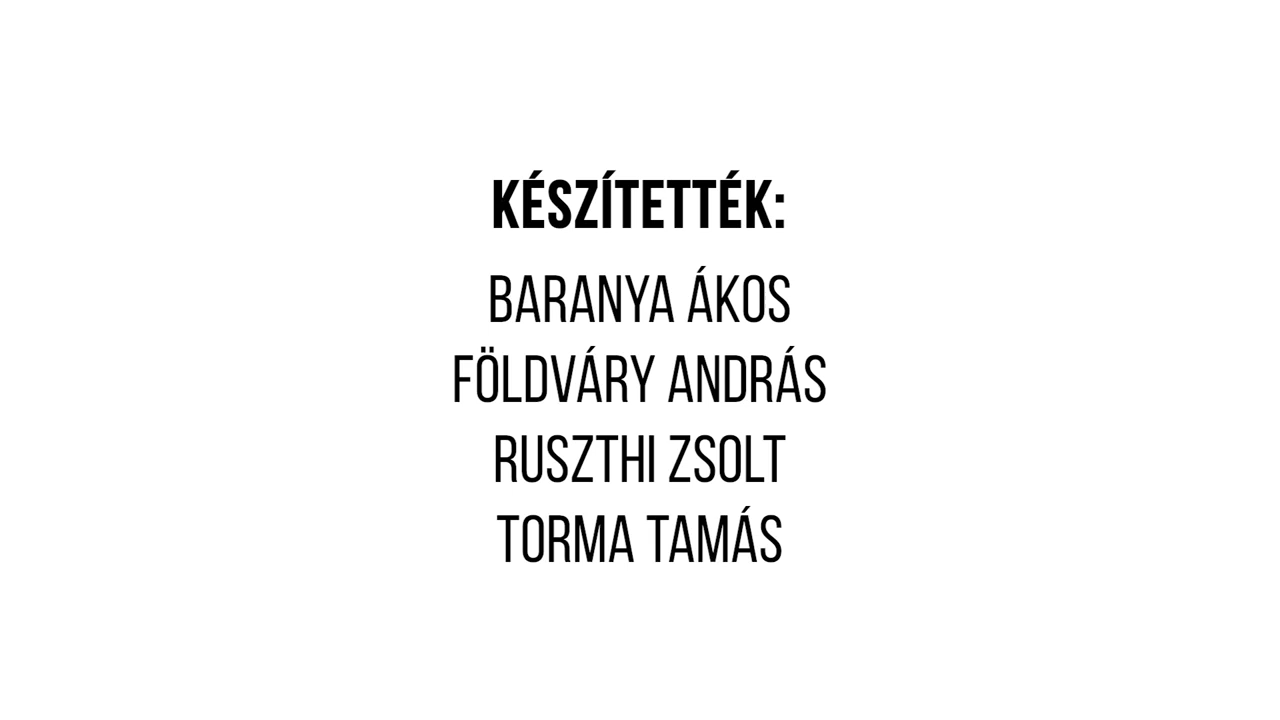 KÉSZÍTETTÉK:
BARANYA ÁKOS
FÖLDVÁRY ANDRÁS
RUSZTHI ZSOLT
TORMA TAMÁS